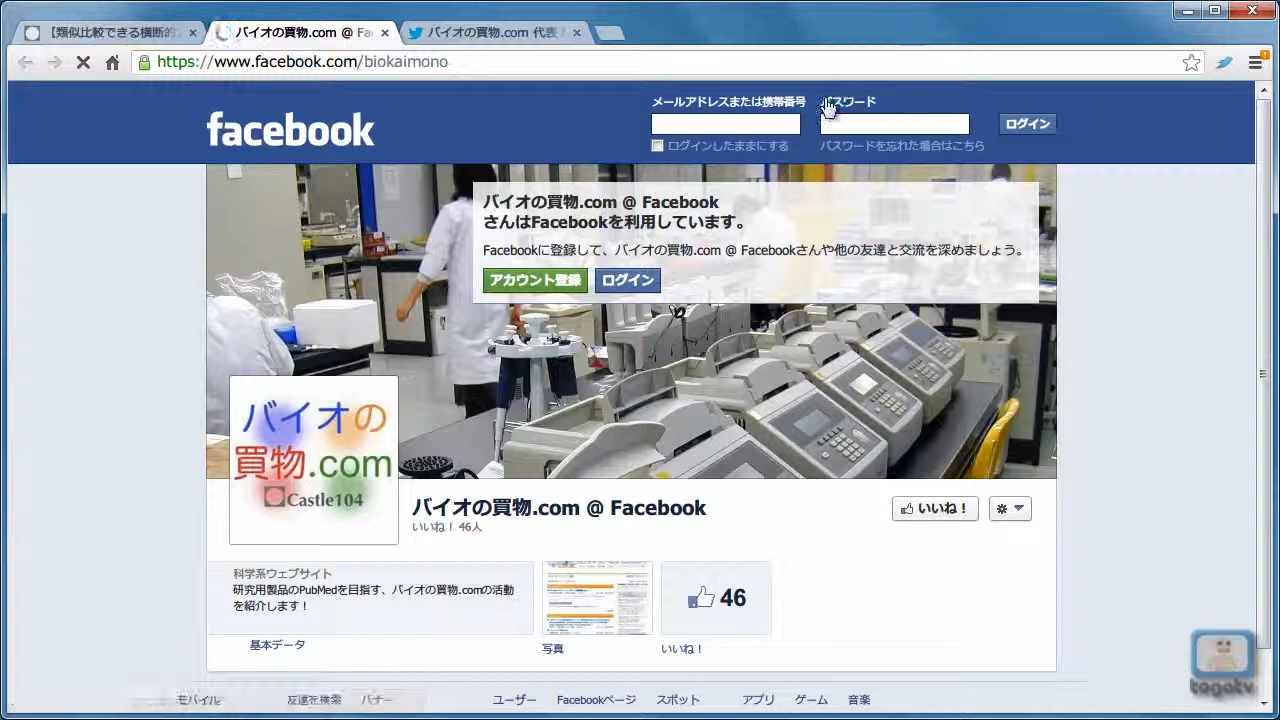 【類似比較できる横断的
バイオの買物.com @ Fa
バイオの買物.com 代表
https://www.facebook.com/biokaimono
facebook
メールアドレスまたは携帯番号
パスワード
ログイン
ログインしたままにする
パスワードを忘れた場合はこちら
バイオの買物.com @ Facebook
さんはFacebookを利用しています。
Facebookに登録して、バイオの買物.com @ Facebookさんや他の友達と交流を深めましょう。
アカウント登録
ログイン
バイオの
買物.com
Castle104
バイオの買物.com @ Facebook
いいね！ 46人
いいね！
科学系ウェブサイト
研究用製品のPubMedを目指す、バイオの買物.comの活動
を紹介します！
46
基本データ
写真
いいね！
モバイル
友達を検索
バナー
ユーザー
Facebookページ
スポット
アプリ
ゲーム
音楽
togotv